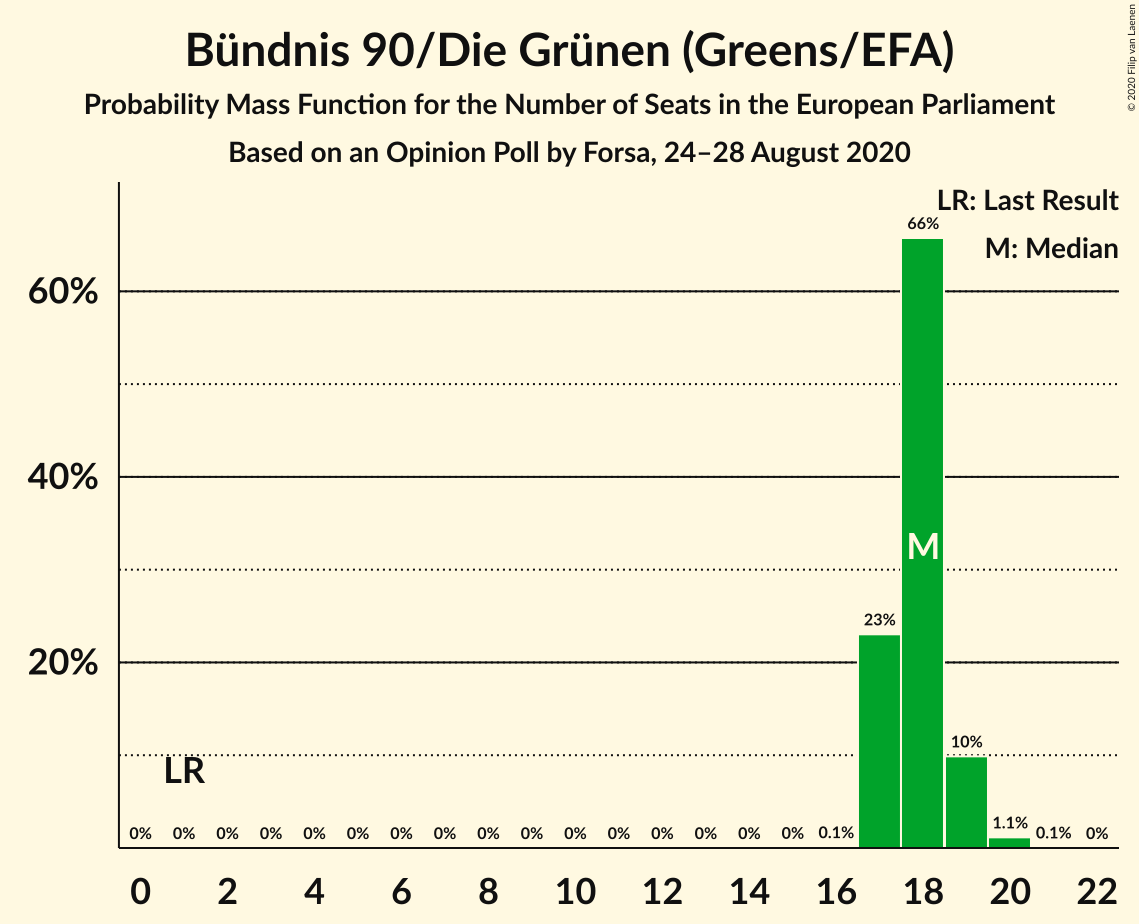 Bündnis 90/Die Grünen (Greens/EFA)
Probability Mass Function for the Number of Seats in the European Parliament
Based on an Opinion Poll by Forsa, 24–28 August 2020
© 2020 Filip van Laenen
LR: Last Result
M: Median
66%
60%
40%
M
23%
20%
10%
LR
0% 0% 0% 0% 0% 0% 0% 0% 0% 0% 0% 0% 0% 0% 0% 0% 0.1% 1.1% 0.1% 0%
0 2 4 6 8 10 12 14 16 18 20 22